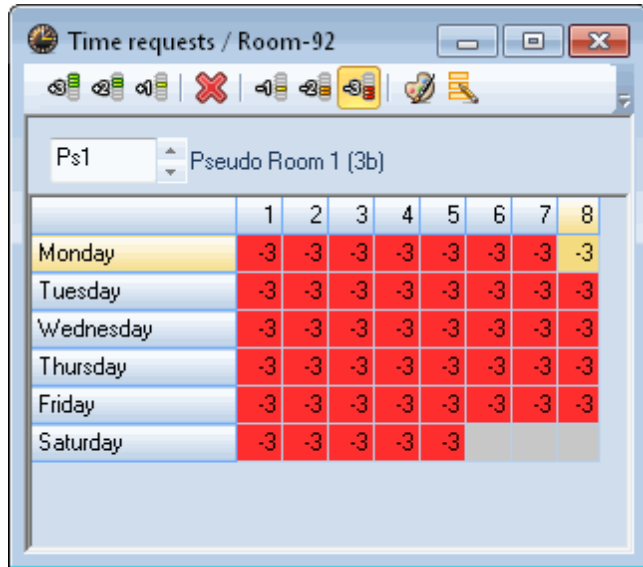 Time requests / Room-92
Ps1 Pseudo Room 1 (3b)
1 2 3 4 5 6 7 8
Monday -3 -3 -3 -3 -3 -3 -3 -3
Tuesday -3 -3 -3 -3 -3 -3 -3 -3
Wednesday -3 -3 -3 -3 -3 -3 -3 -3
Thursday -3 -3 -3 -3 -3 -3 -3 -3
Friday -3 -3 -3 -3 -3 -3 -3 -3
Saturday -3 -3 -3 -3 -3